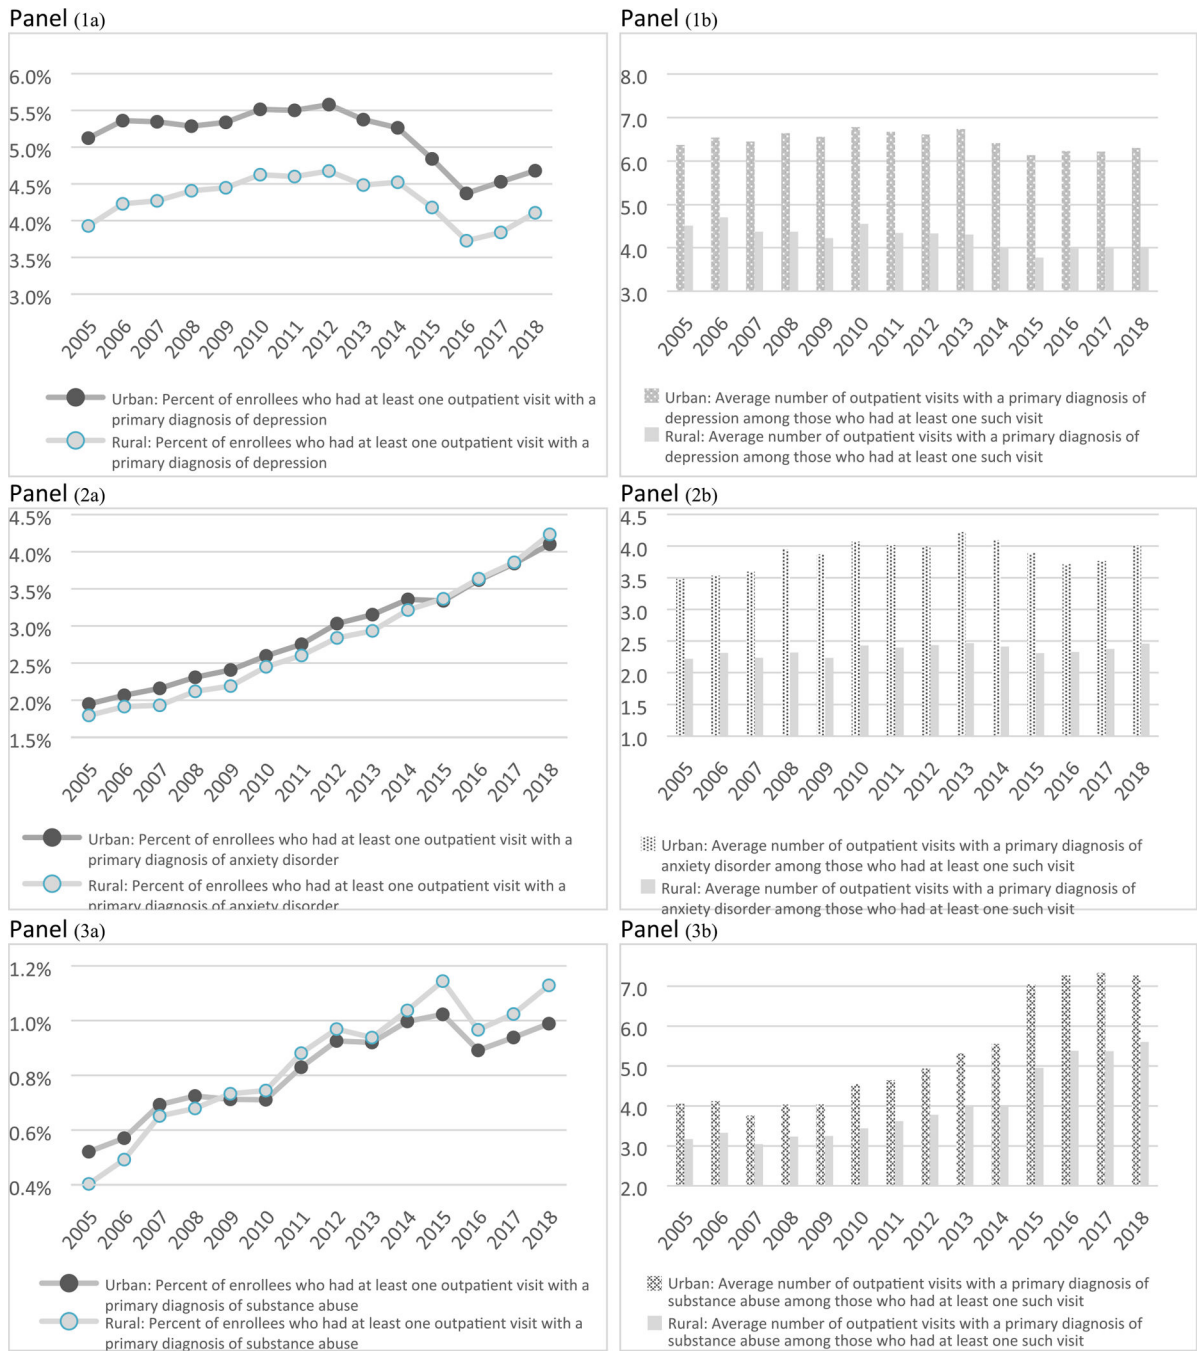 Panel (1a)
6.0%
5.5%
5.0%
4.5%
4.0%
3.5%
3.0%
2005 2006 2007 2008 2009 2010 2011 2012 2013 2014 2015 2016 2017 2018
Urban: Percent of enrollees who had at least one outpatient visit with a
primary diagnosis of depression
Rural: Percent of enrollees who had at least one outpatient visit with a
primary diagnosis of depression
Panel (1b)
8.0
7.0
6.0
5.0
4.0
3.0
2005 2006 2007 2008 2009 2010 2011 2012 2013 2014 2015 2016 2017 2018
Urban: Average number of outpatient visits with a primary diagnosis of
depression among those who had at least one such visit
Rural: Average number of outpatient visits with a primary diagnosis of
depression among those who had at least one such visit
Panel (2a)
4.5%
4.0%
3.5%
3.0%
2.5%
2.0%
1.5%
2005 2006 2007 2008 2009 2010 2011 2012 2013 2014 2015 2016 2017 2018
Urban: Percent of enrollees who had at least one outpatient visit with a
primary diagnosis of anxiety disorder
Rural: Percent of enrollees who had at least one outpatient visit with a
primary diagnosis of anxiety disorder
Panel (2b)
4.5
4.0
3.5
3.0
2.5
2.0
1.5
1.0
2005 2006 2007 2008 2009 2010 2011 2012 2013 2014 2015 2016 2017 2018
Urban: Average number of outpatient visits with a primary diagnosis of
anxiety disorder among those who had at least one such visit
Rural: Average number of outpatient visits with a primary diagnosis of
anxiety disorder among those who had at least one such visit
Panel (3a)
1.2%
1.0%
0.8%
0.6%
0.4%
2005 2006 2007 2008 2009 2010 2011 2012 2013 2014 2015 2016 2017 2018
Urban: Percent of enrollees who had at least one outpatient visit with a
primary diagnosis of substance abuse
Rural: Percent of enrollees who had at least one outpatient visit with a
primary diagnosis of substance abuse
Panel (3b)
7.0
6.0
5.0
4.0
3.0
2.0
2005 2006 2007 2008 2009 2010 2011 2012 2013 2014 2015 2016 2017 2018
Urban: Average number of outpatient visits with a primary diagnosis of
substance abuse among those who had at least one such visit
Rural: Average number of outpatient visits with a primary diagnosis of
substance abuse among those who had at least one such visit